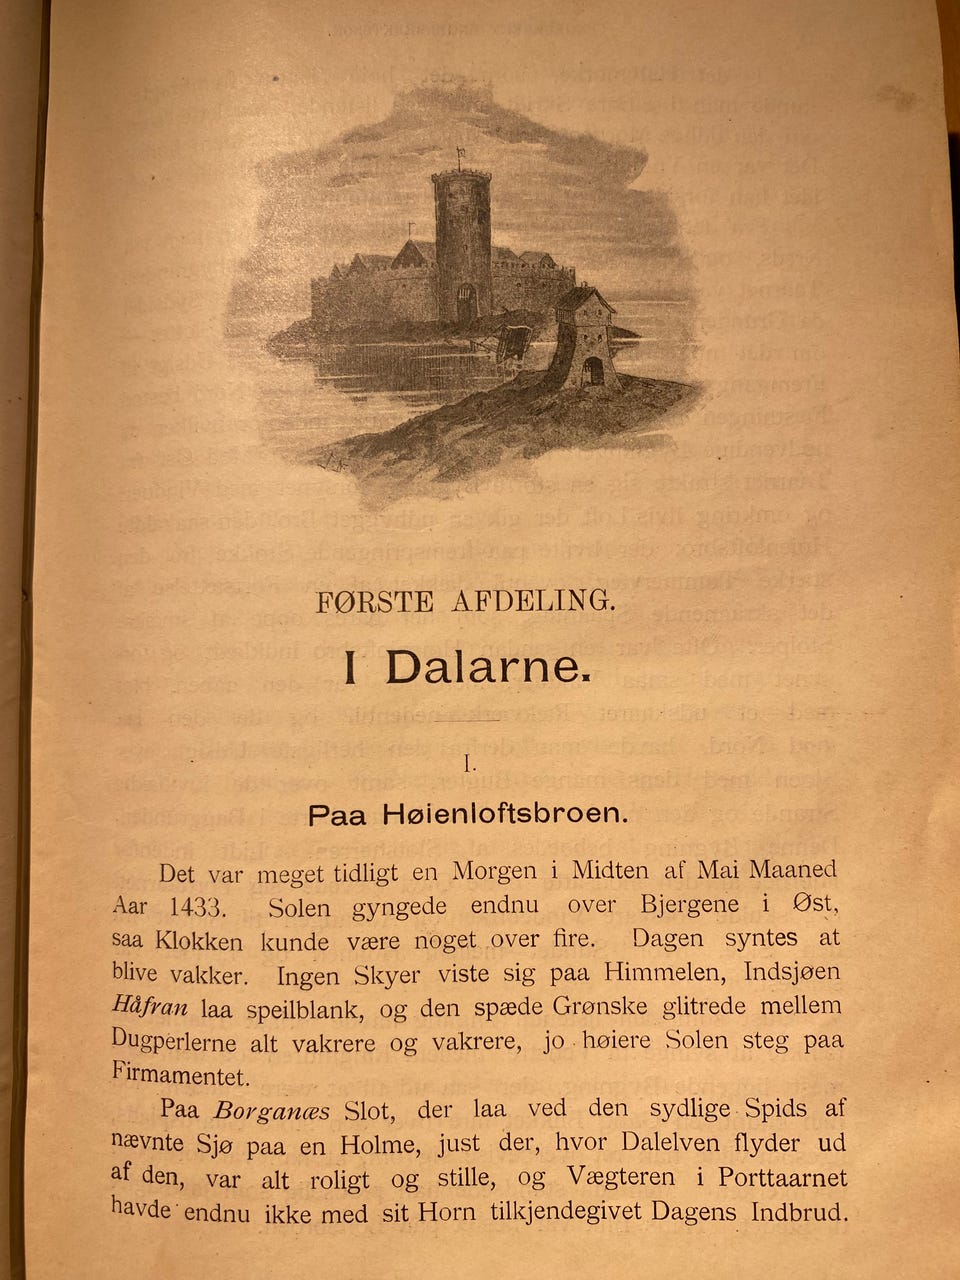 FØRSTE AFDELING.
I Dalarne.
I.
Paa Høienloftsbroen.
Det var meget tidligt en Morgen i Midten af Mai Maaned
Aar 1433. Solen gyngede endnu over Bjergene i Øst,
saa Klokken kunde være noget over fire. Dagen syntes at
blive vakker. Ingen Skyer viste sig paa Himmelen, Indsjøen
Håfran laa speilblank, og den spæde Grønske glitrede mellem
Dugperlerne alt vakrere og vakrere, jo høiere Solen steg paa
Firmamentet.
Paa Borganæs Slot, der laa ved den sydlige Spids af
nævnte Sjø paa en Holme, just der, hvor Dalelven flyder ud
af den, var alt roligt og stille, og Vægteren i Porttaarnet
havde endnu ikke med sit Horn tilkjendegivet Dagens Indbrud.